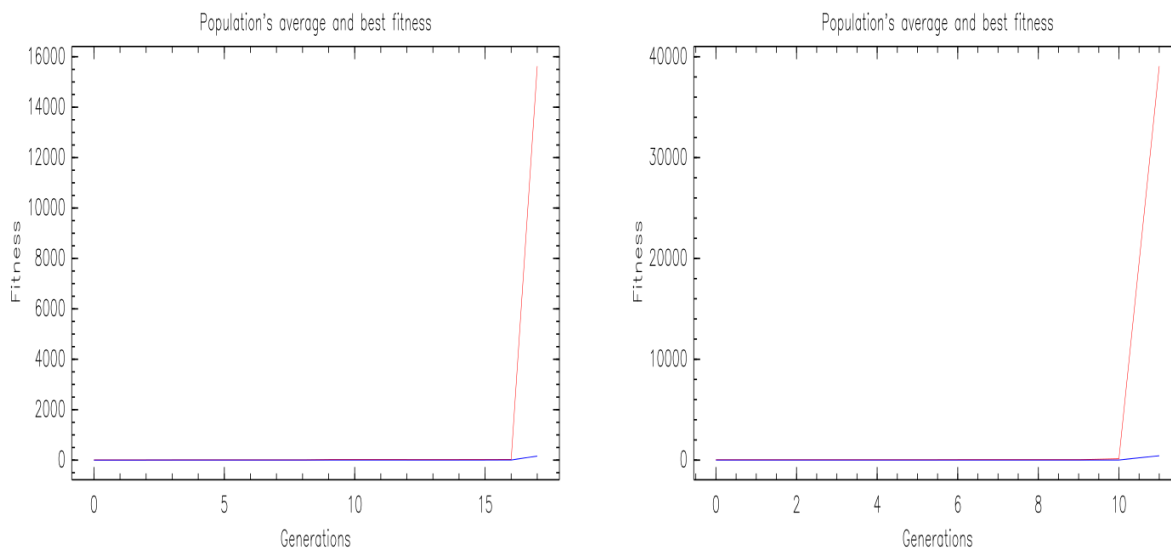 Population's average and best fitness
16000
14000
12000
10000
8000
6000
4000
2000
0
Fitness
0 5 10 15
Generations
Population's average and best fitness
40000
30000
20000
10000
0
Fitness
0 2 4 6 8 10
Generations